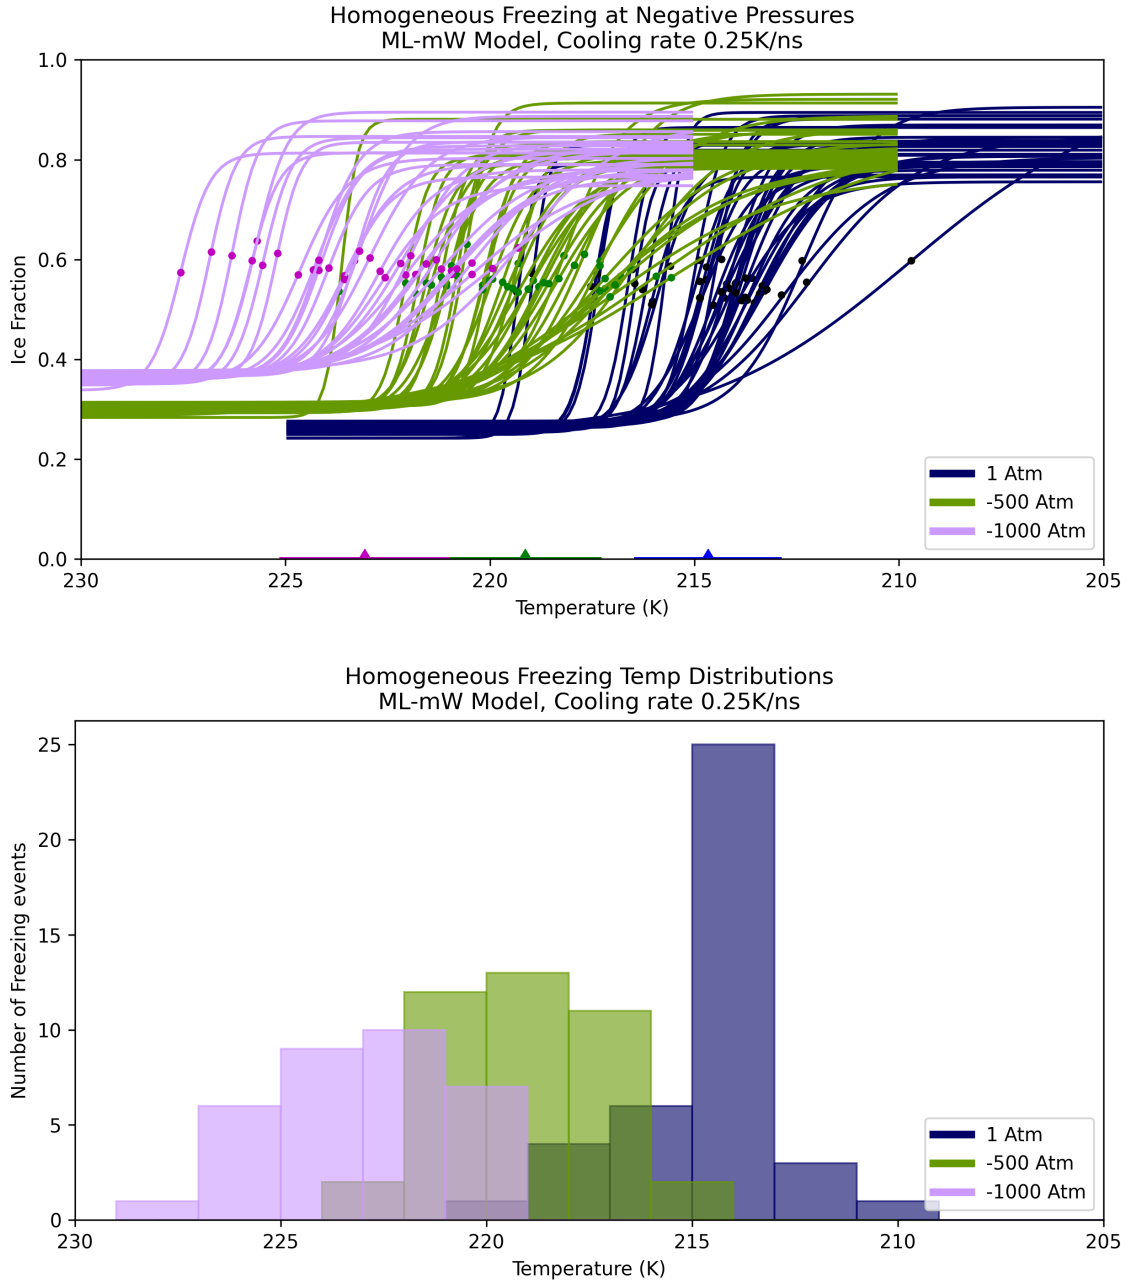 Homogeneous Freezing at Negative Pressures
ML-mW Model, Cooling rate 0.25K/ns
1.0
0.8
0.6
0.4
0.2
0.0
Ice Fraction
230
225
220
215
210
205
Temperature (K)
1 Atm
-500 Atm
-1000 Atm
Homogeneous Freezing Temp Distributions
ML-mW Model, Cooling rate 0.25K/ns
25
20
15
10
5
0
Number of Freezing events
230
225
220
215
210
205
Temperature (K)
1 Atm
-500 Atm
-1000 Atm